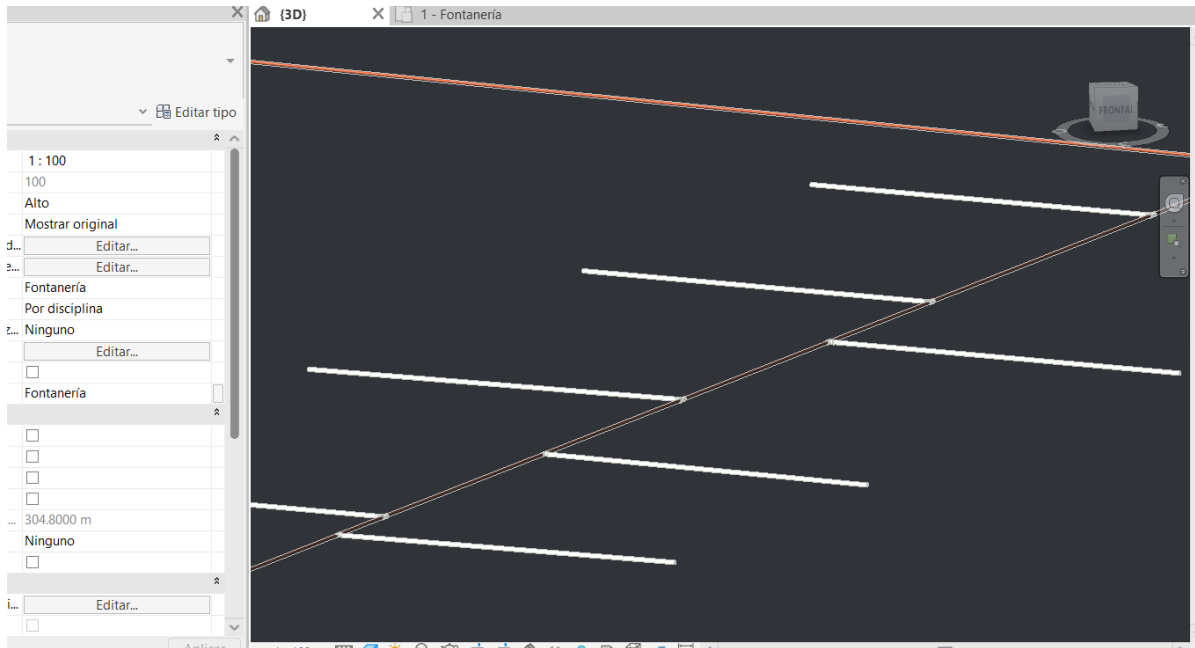 {3D}
1 - Fontanería
Editar tipo
1 : 100
100
Alto
Mostrar original
d... Editar...
e... Editar...
Fontanería
Por disciplina
z... Ninguno
Editar...
Fontanería
... 304.8000 m
Ninguno
i... Editar...
FRONTAL